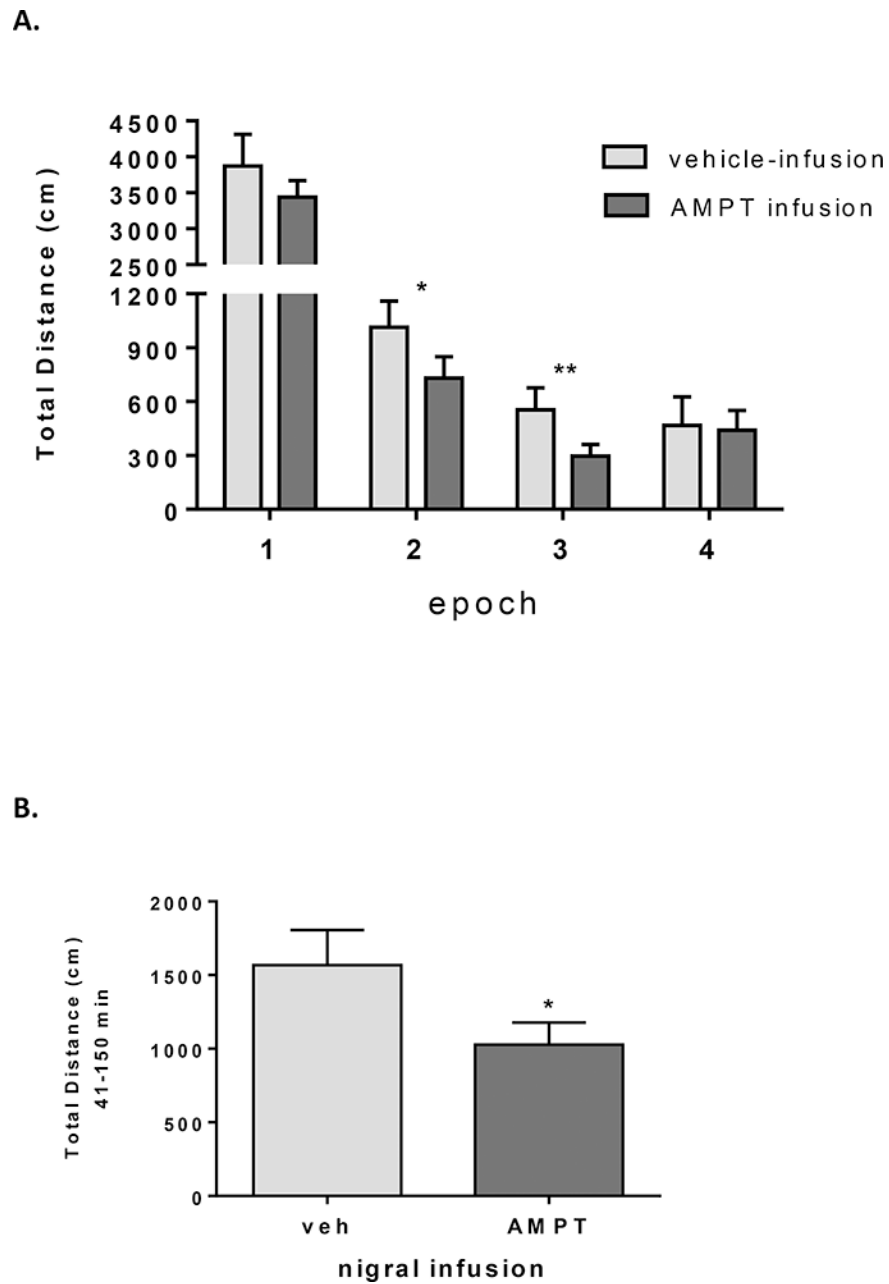 A.
Total Distance (cm)
4500
4000
3500
3000
2500
1200
900
600
300
0
vehicle-infusion
AMPT infusion
*
**
1 2 3 4
epoch
B.
Total Distance (cm)
41-150 min
2000
1500
1000
500
0
*
veh AMPT
nigral infusion